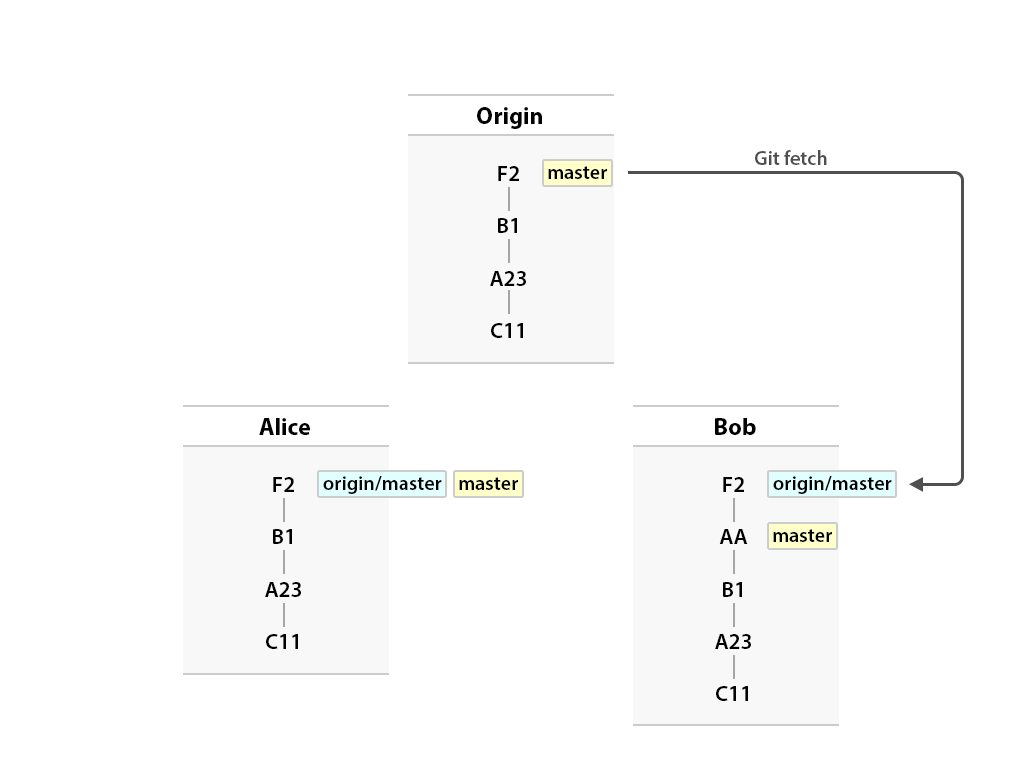 Origin
Git fetch
F2 master
B1
A23
C11
Alice
F2 origin/master master
B1
A23
C11
Bob
F2 origin/master
AA master
B1
A23
C11